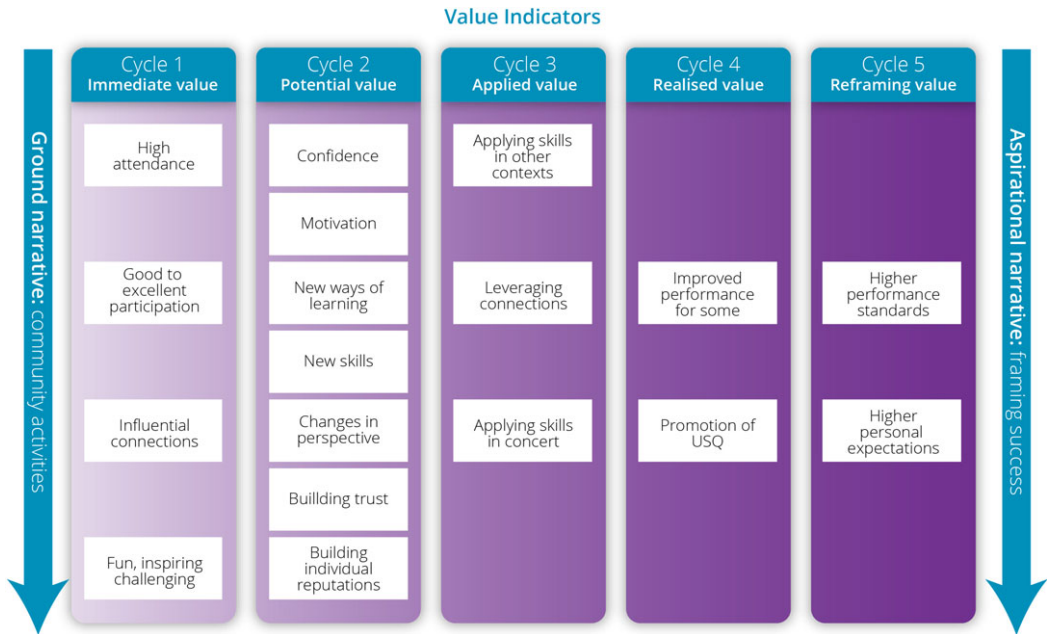 Value Indicators
Ground narrative: community activities
Cycle 1
Immediate value
High
attendance
Good to
excellent
participation
Influential
connections
Fun, inspiring
challenging
Cycle 2
Potential value
Confidence
Motivation
New ways of
learning
New skills
Changes in
perspective
Buillding trust
Building
individual
reputations
Cycle 3
Applied value
Applying skills
in other
contexts
Leveraging
connections
Applying skills
in concert
Cycle 4
Realised value
Improved
performance
for some
Promotion of
USQ
Cycle 5
Reframing value
Higher
performance
standards
Higher
personal
expectations
Aspirational narrative: framing success